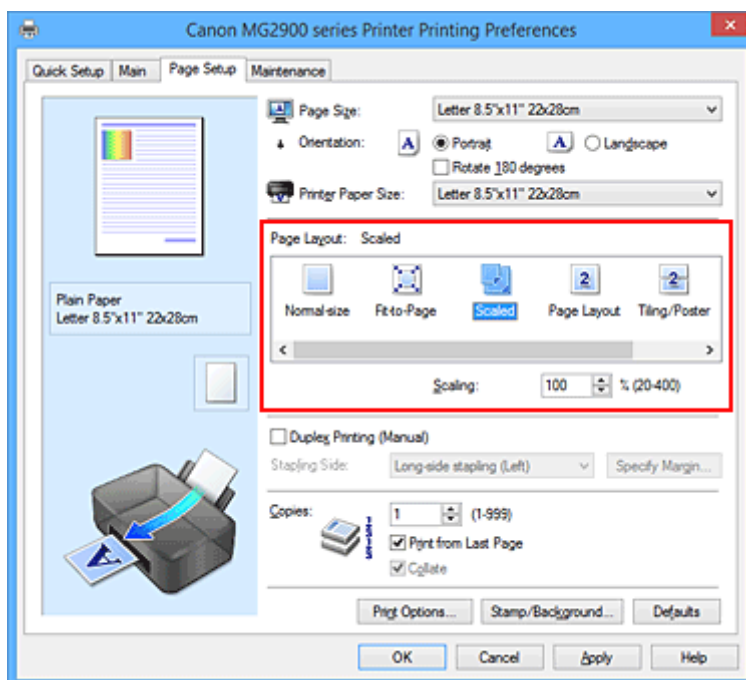 Canon MG2900 series Printer Printing Preferences
Quick Setup Main Page Setup Maintenance
Page Size: Letter 8.5"x11" 22x28cm
Orientation: A Portrait A Landscape
Rotate 180 degrees
Printer Paper Size: Letter 8.5"x11" 22x28cm
Page Layout: Scaled
Normal-size Fit-to-Page Scaled Page Layout Tiling/Poster
Scaling: 100 % (20-400)
Plain Paper
Letter 8.5"x11" 22x28cm
Duplex Printing (Manual)
Stapling Side: Long-side stapling (Left) Specify Margin...
Copies: 1 (1-999)
Print from Last Page
Collate
Print Options... Stamp/Background... Defaults
OK Cancel Apply Help